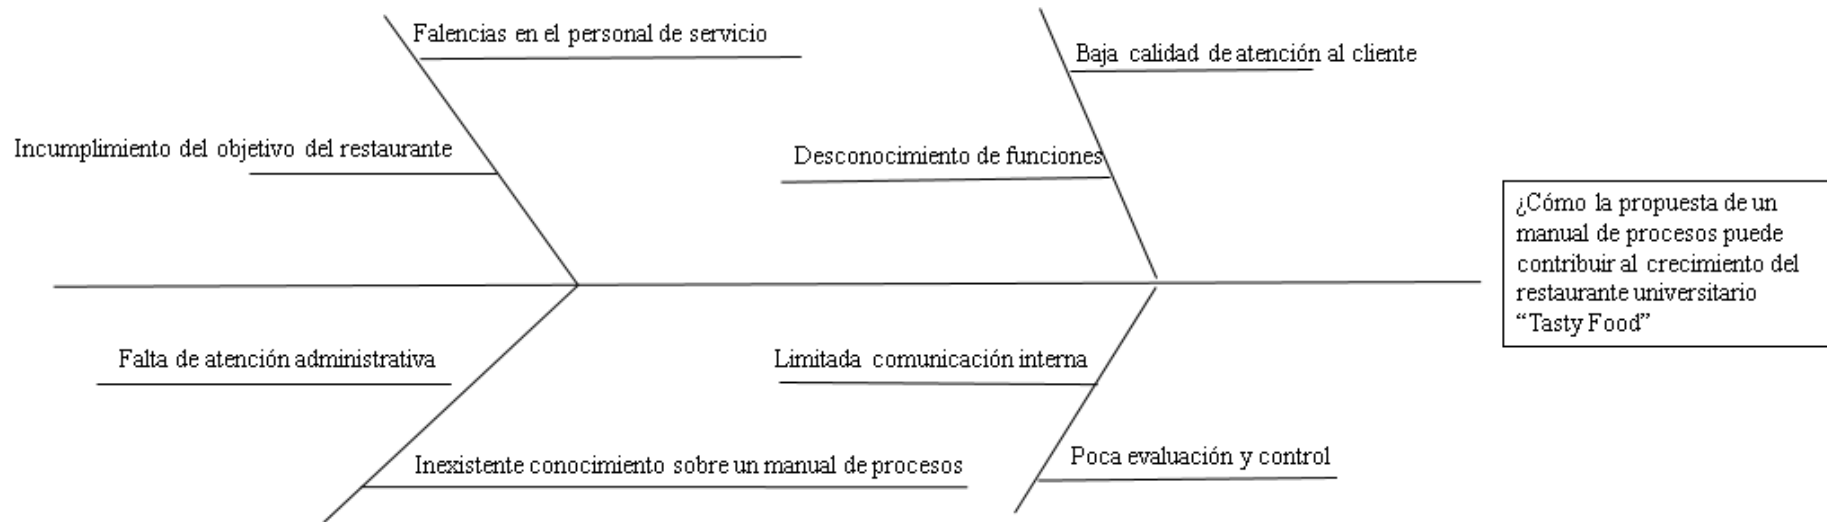 Falencias en el personal de servicio
Baja calidad de atención al cliente
Incumplimiento del objetivo del restaurante
Desconocimiento de funciones
¿Cómo la propuesta de un
manual de procesos puede
contribuir al crecimiento del
restaurante universitario
“Tasty Food”
Falta de atención administrativa
Limitada comunicación interna
Inexistente conocimiento sobre un manual de procesos
Poca evaluación y control